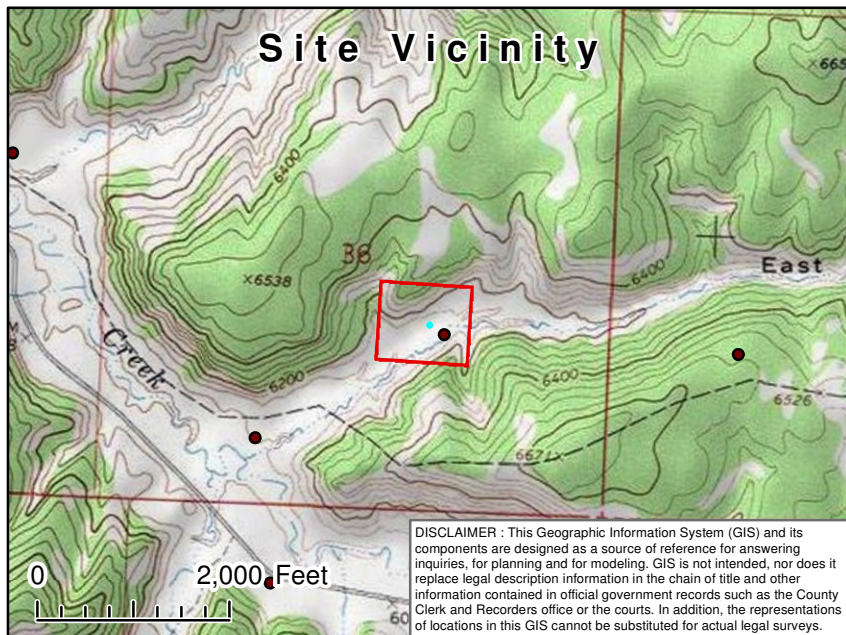 Site Vicinity
665
6400
36
East
×6538
6400
Creek
6200
6400
6526
6671×
DISCLAIMER : This Geographic Information System (GIS) and its
components are designed as a source of reference for answering
inquiries, for planning and for modeling. GIS is not intended, nor does it
replace legal description information in the chain of title and other
information contained in official government records such as the County
Clerk and Recorders office or the courts. In addition, the representations
of locations in this GIS cannot be substituted for actual legal surveys.
0 2,000 Feet
60